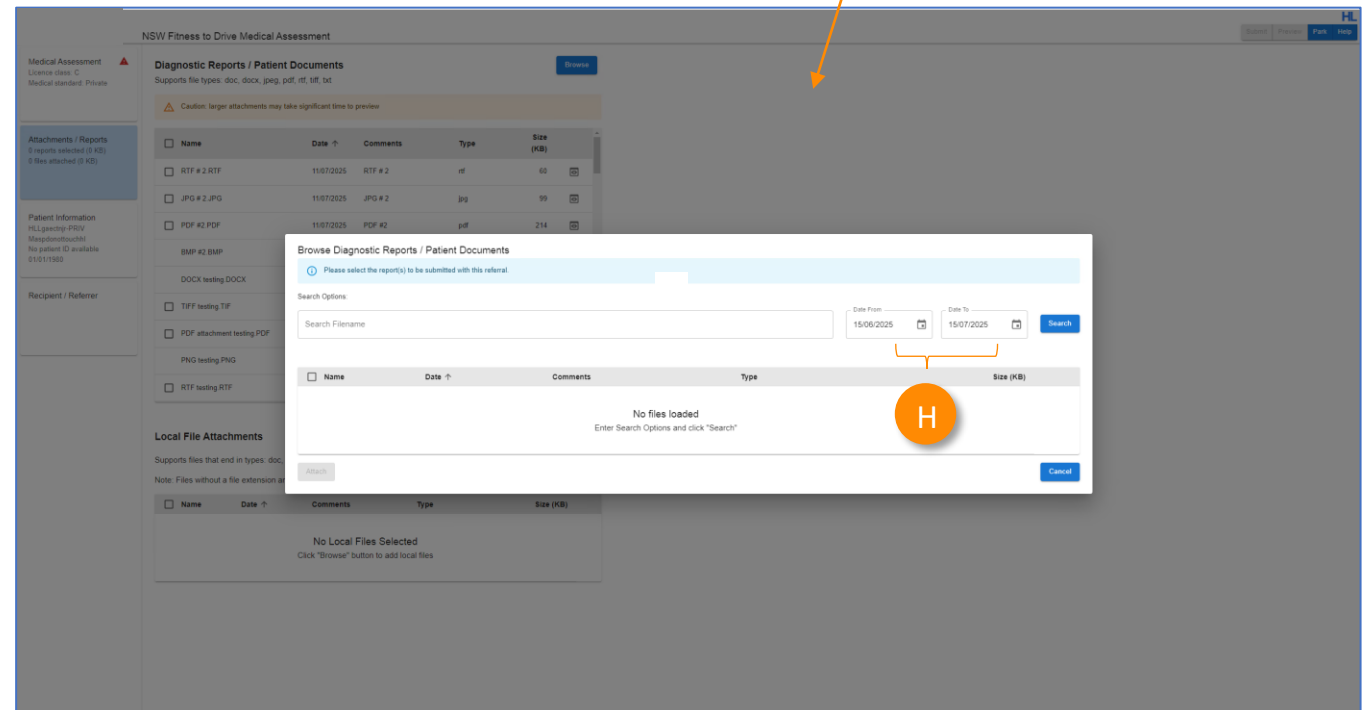 HL
NSW Fitness to Drive Medical Assessment
Submit Preview Park Help
Medical Assessment
Licence class: C
Medical standard: Private
Attachments / Reports
0 reports selected (0 KB)
0 files attached (0 KB)
Patient Information
No patient ID available
01/01/1980
Recipient / Referrer
Diagnostic Reports / Patient Documents
Browse
Supports file types: doc, docx, jpeg, pdf, rtf, tiff, txt
Caution: larger attachments may take significant time to preview
Name Date ↑ Comments Type Size (KB)
RTF # 2.RTF 11/07/2025 RTF # 2 rtf 60
JPG # 2.JPG 11/07/2025 JPG # 2 jpg 99
PDF #2.PDF 11/07/2025 PDF #2 pdf 214
BMP #2.BMP
DOCX testing.DOCX
TIFF testing.TIF
PDF attachment testing.PDF
PNG testing.PNG
RTF testing.RTF
Browse Diagnostic Reports / Patient Documents
Please select the report(s) to be submitted with this referral.
Search Options:
Search Filename
Date From
15/06/2025
Date To
15/07/2025
Search
H
Name Date ↑ Comments Type Size (KB)
No files loaded
Enter Search Options and click "Search"
Attach
Cancel
Local File Attachments
Supports files that end in types: doc,
Note: Files without a file extension ar
Name Date ↑ Comments Type Size (KB)
No Local Files Selected
Click "Browse" button to add local files